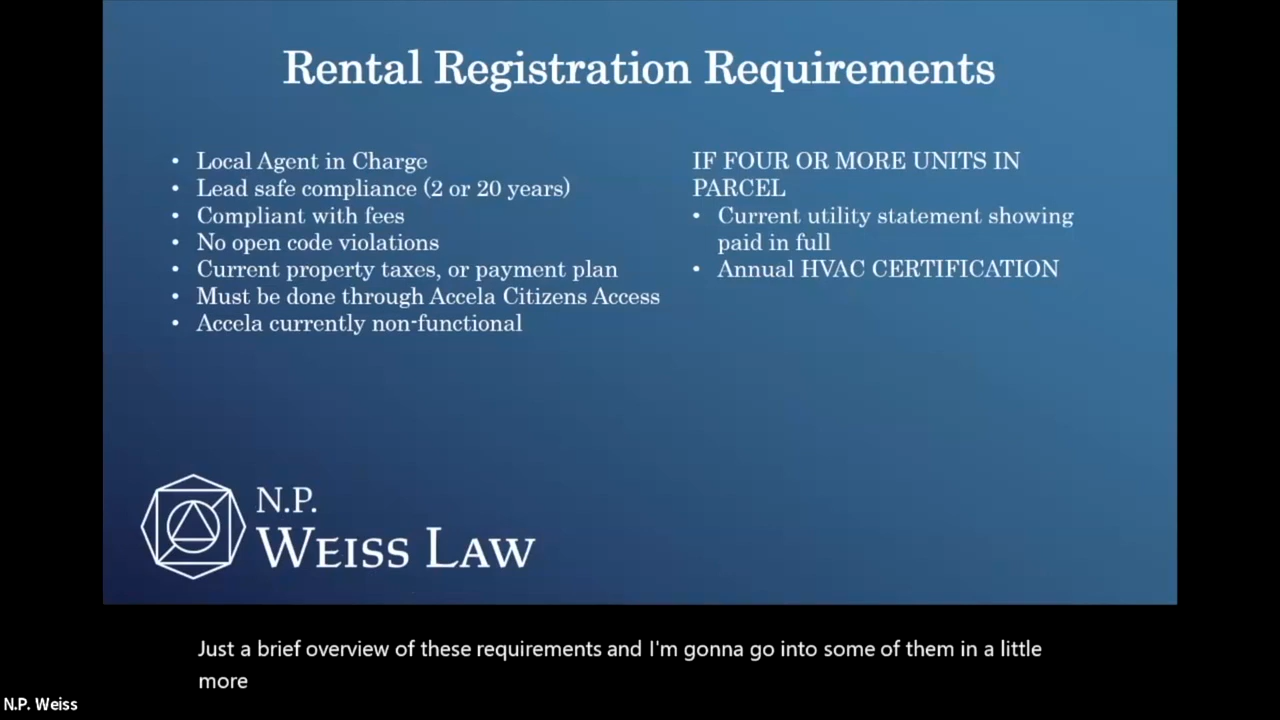 Rental Registration Requirements
• Local Agent in Charge
• Lead safe compliance (2 or 20 years)
• Compliant with fees
• No open code violations
• Current property taxes, or payment plan
• Must be done through Accela Citizens Access
• Accela currently non-functional
IF FOUR OR MORE UNITS IN
PARCEL
• Current utility statement showing
paid in full
• Annual HVAC CERTIFICATION
N.P.
WEISS LAW
Just a brief overview of these requirements and I'm gonna go into some of them in a little
more
N.P. Weiss